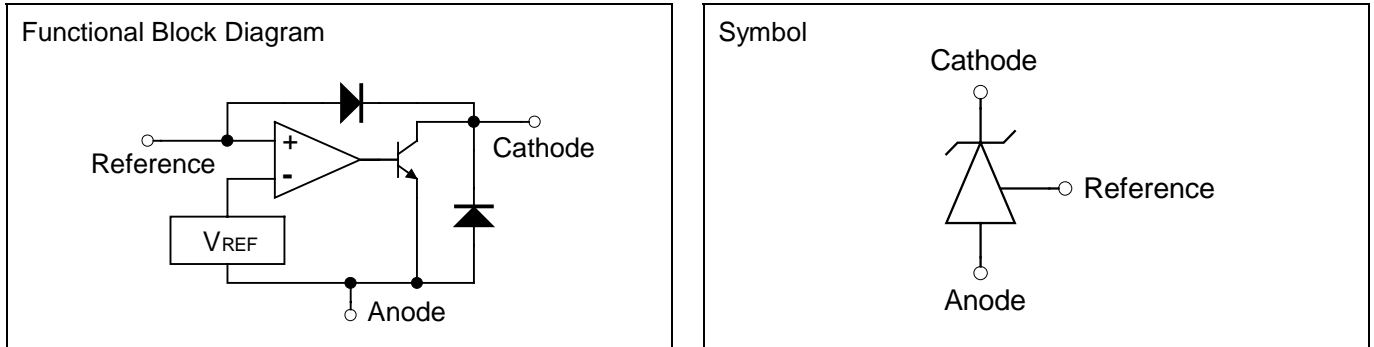 Functional Block Diagram
+
Reference
-
Cathode
VREF
Anode
Symbol
Cathode
Reference
Anode